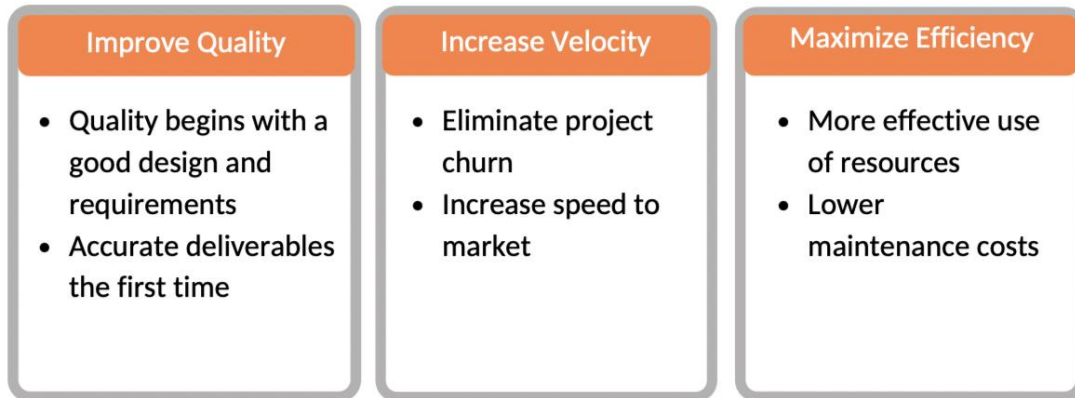 Improve Quality
• Quality begins with a
good design and
requirements
• Accurate deliverables
the first time
Increase Velocity
• Eliminate project
churn
• Increase speed to
market
Maximize Efficiency
• More effective use
of resources
• Lower
maintenance costs